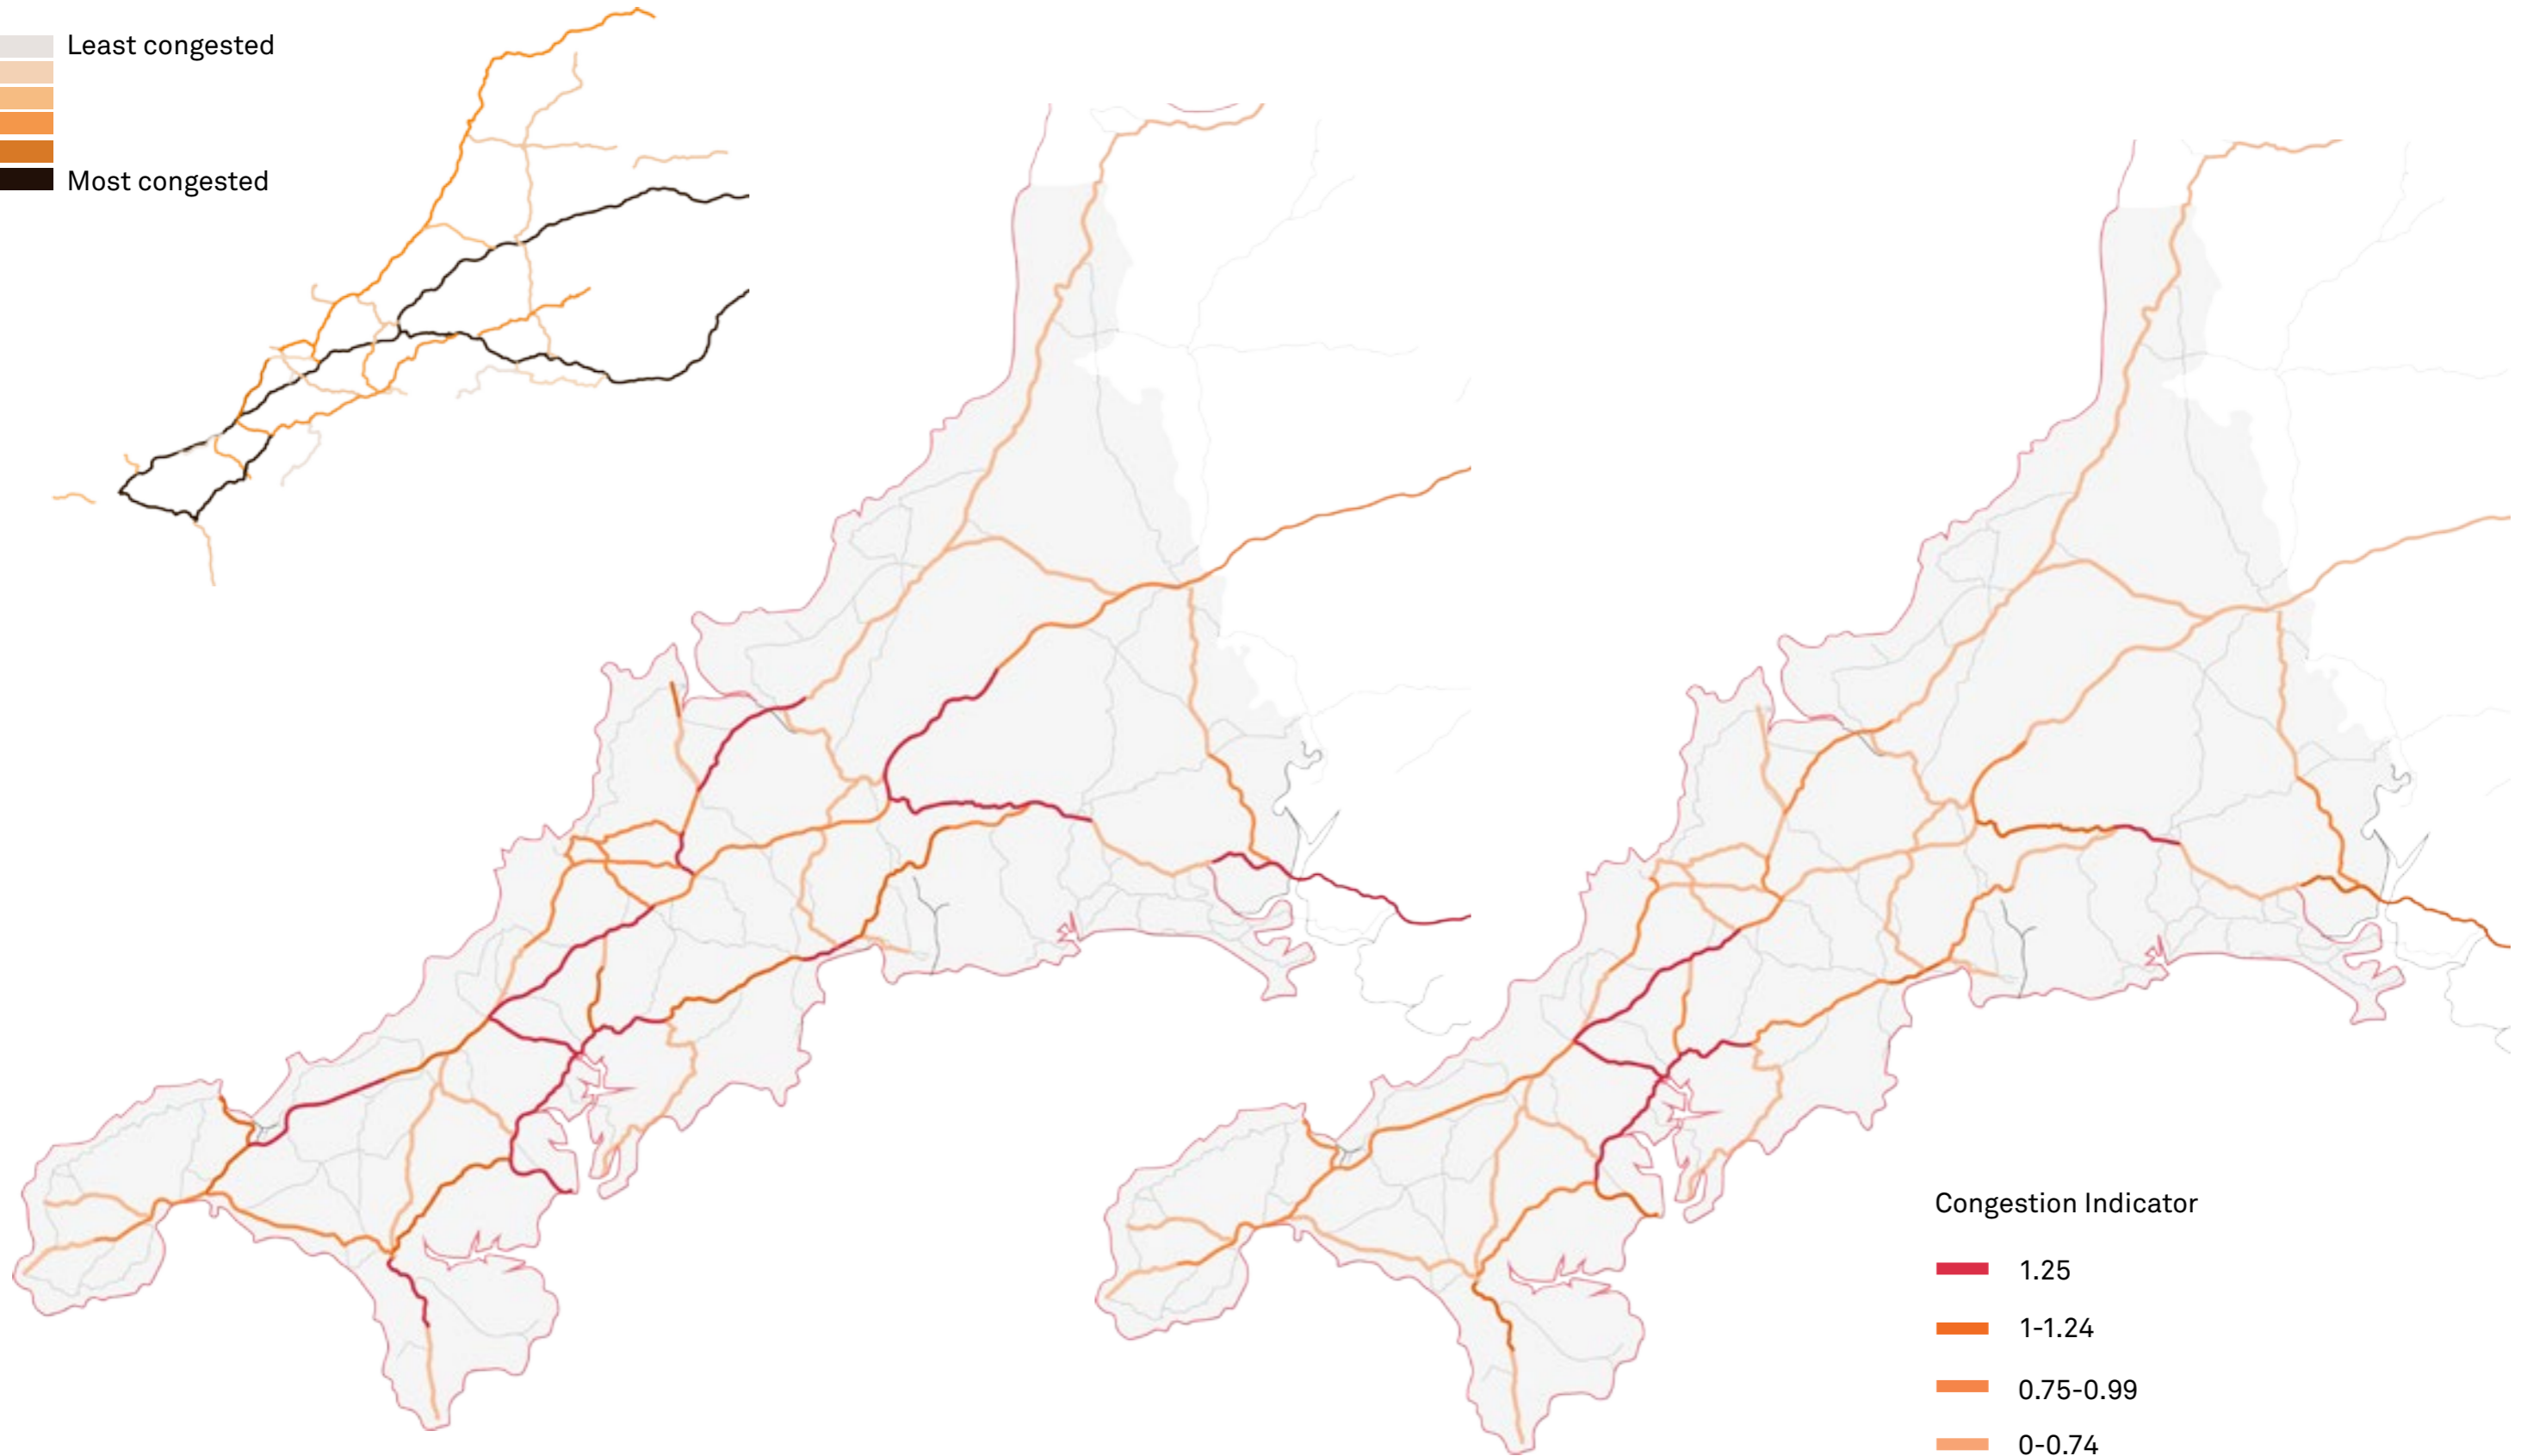 Least congested
Most congested
Congestion Indicator
1.25
1-1.24
0.75-0.99
0-0.74